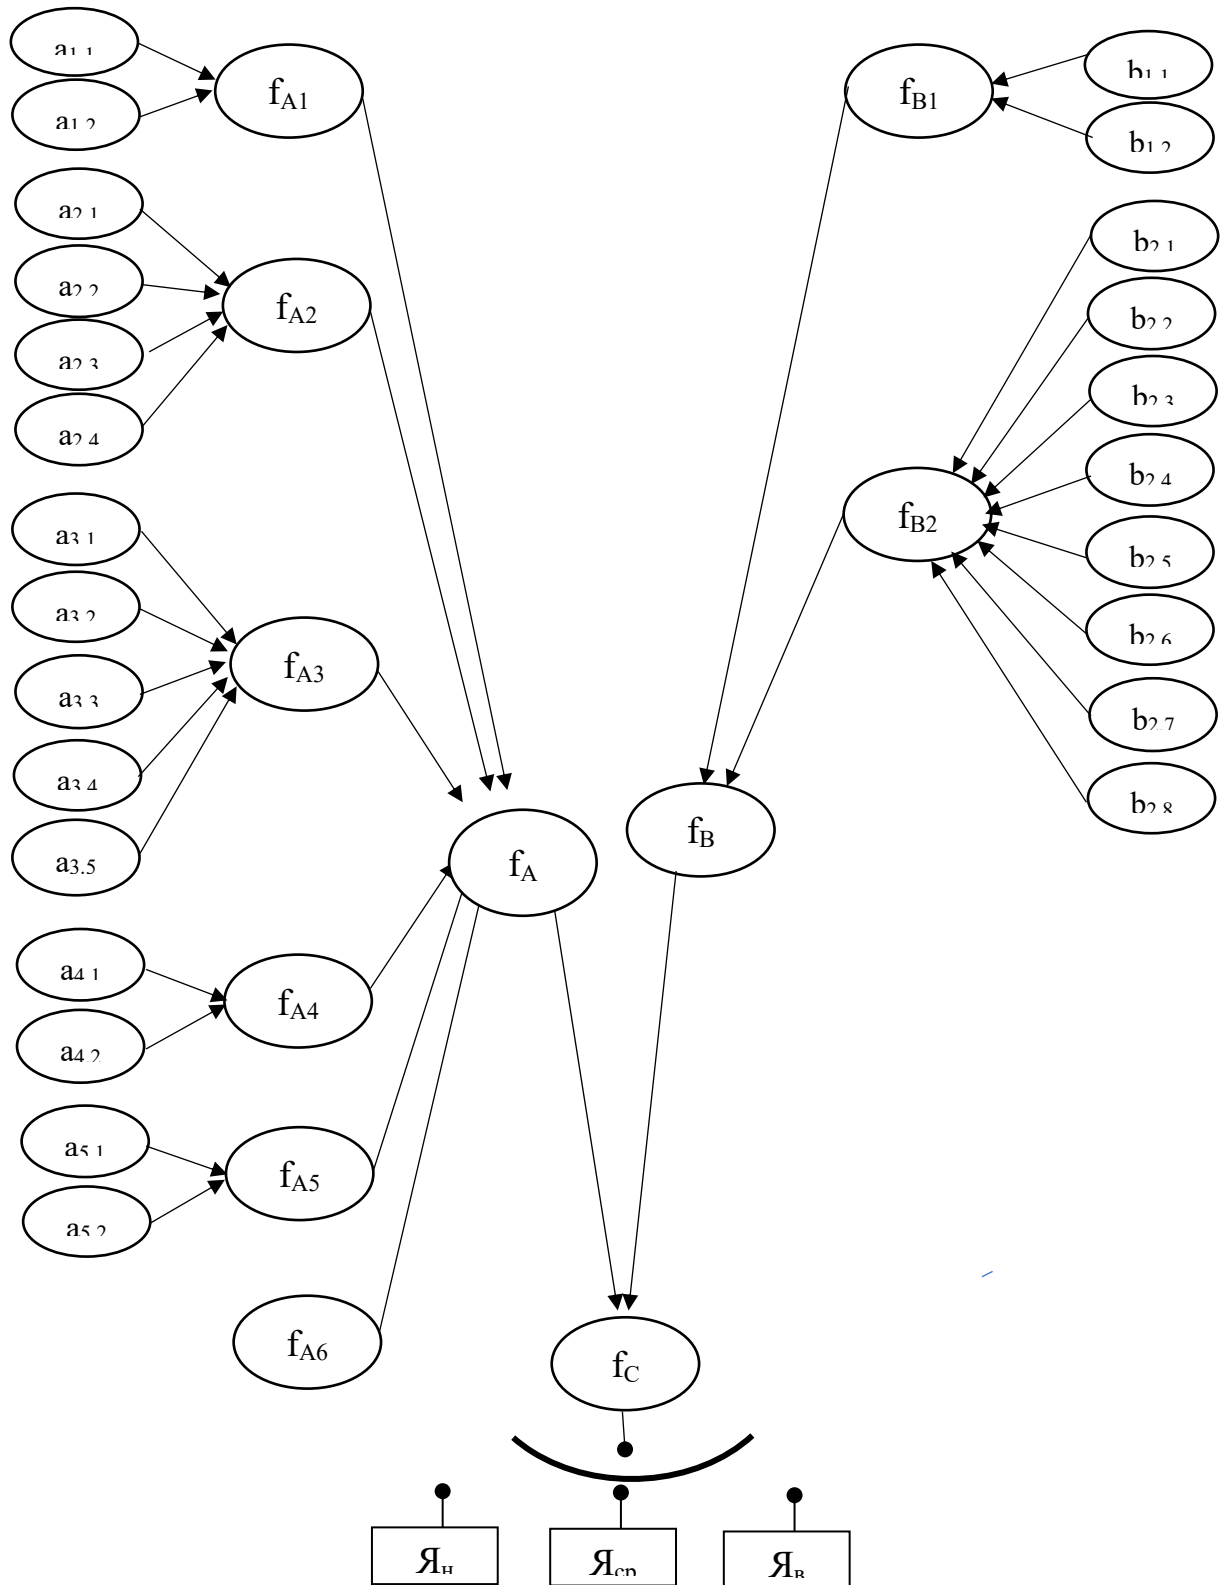 a1.1
a1.2
fA1
a2.1
a2.2
a2.3
a2.4
fA2
a3.1
a3.2
a3.3
a3.4
a3.5
fA3
a4.1
a4.2
fA4
a5.1
a5.2
fA5
fA6
fA
fB1
b1.1
b1.2
b2.1
b2.2
b2.3
b2.4
b2.5
b2.6
b2.7
b2.8
fB2
fB
fC
Ян
Яср
Яв